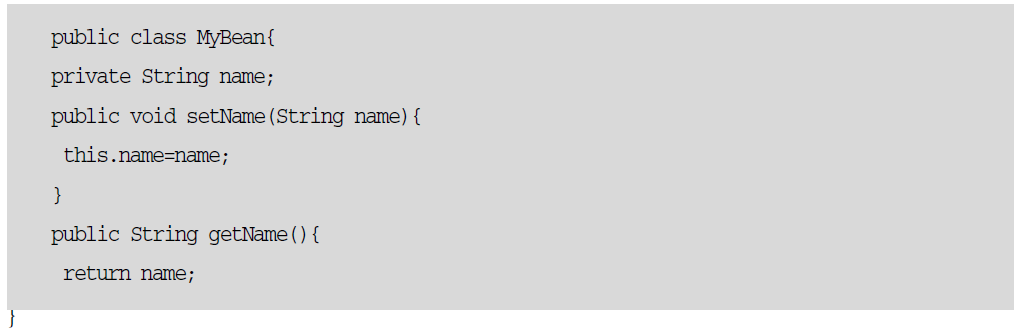 public class MyBean{
private String name;
public void setName(String name){
this.name=name;
}
public String getName(){
return name;
}